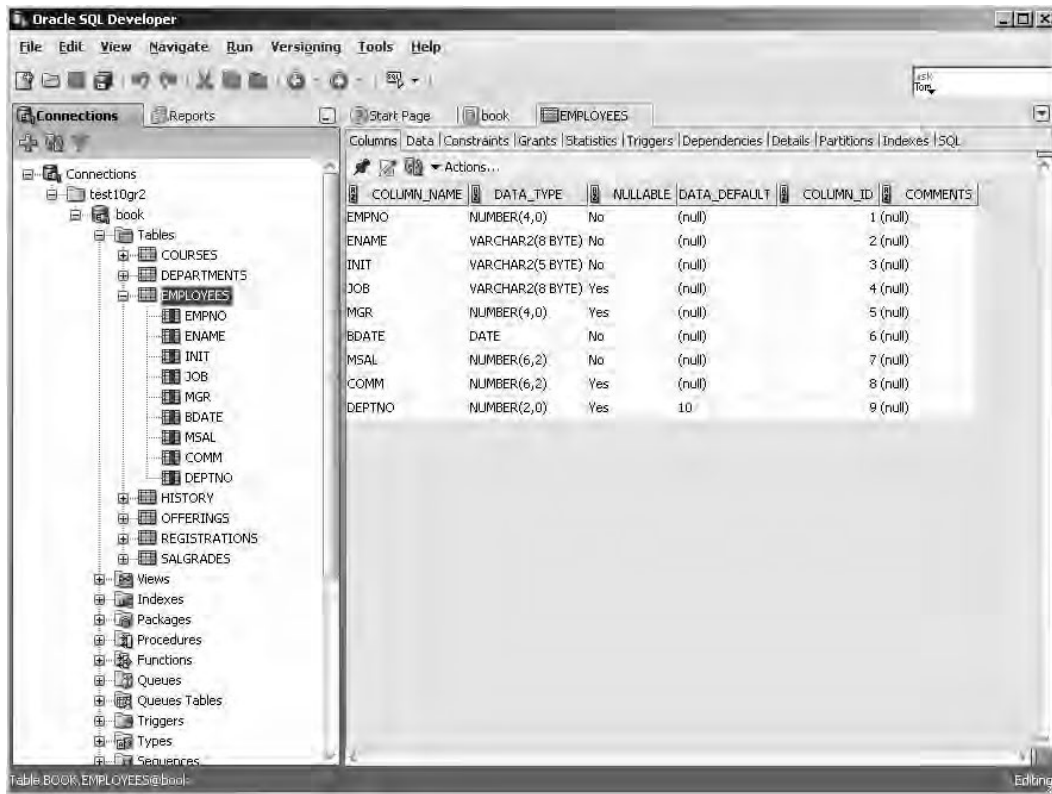 Oracle SQL Developer
File Edit View Navigate Run Versioning Tools Help
Ask
Tom
Connections Reports
Start Page book EMPLOYEES
Columns Data Constraints Grants Statistics Triggers Dependencies Details Partitions Indexes SQL
Actions...
Connections
test10gr2
book
Tables
COURSES
DEPARTMENTS
EMPLOYEES
EMPNO
ENAME
INIT
JOB
MGR
BDATE
MSAL
COMM
DEPTNO
HISTORY
OFFERINGS
REGISTRATIONS
SALGRADES
Views
Indexes
Packages
Procedures
Functions
Queues
Queues Tables
Triggers
Types
Sequences
COLUMN_NAME DATA_TYPE NULLABLE DATA_DEFAULT COLUMN_ID COMMENTS
EMPNO NUMBER(4,0) No (null) 1 (null)
ENAME VARCHAR2(8 BYTE) No (null) 2 (null)
INIT VARCHAR2(5 BYTE) No (null) 3 (null)
JOB VARCHAR2(8 BYTE) Yes (null) 4 (null)
MGR NUMBER(4,0) Yes (null) 5 (null)
BDATE DATE No (null) 6 (null)
MSAL NUMBER(6,2) No (null) 7 (null)
COMM NUMBER(6,2) Yes (null) 8 (null)
DEPTNO NUMBER(2,0) Yes 10 9 (null)
Table BOOK.EMPLOYEES@book
Editing